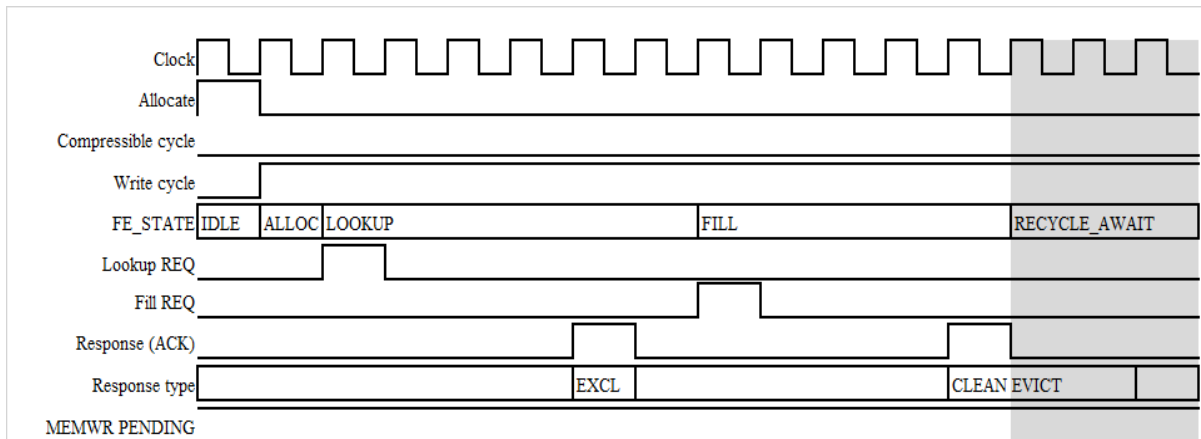 Clock
Allocate
Compressible cycle
Write cycle
FE_STATE IDLE ALLOC LOOKUP FILL RECYCLE_AWAIT
Lookup REQ
Fill REQ
Response (ACK)
Response type EXCL CLEAN EVICT
MEMWR PENDING